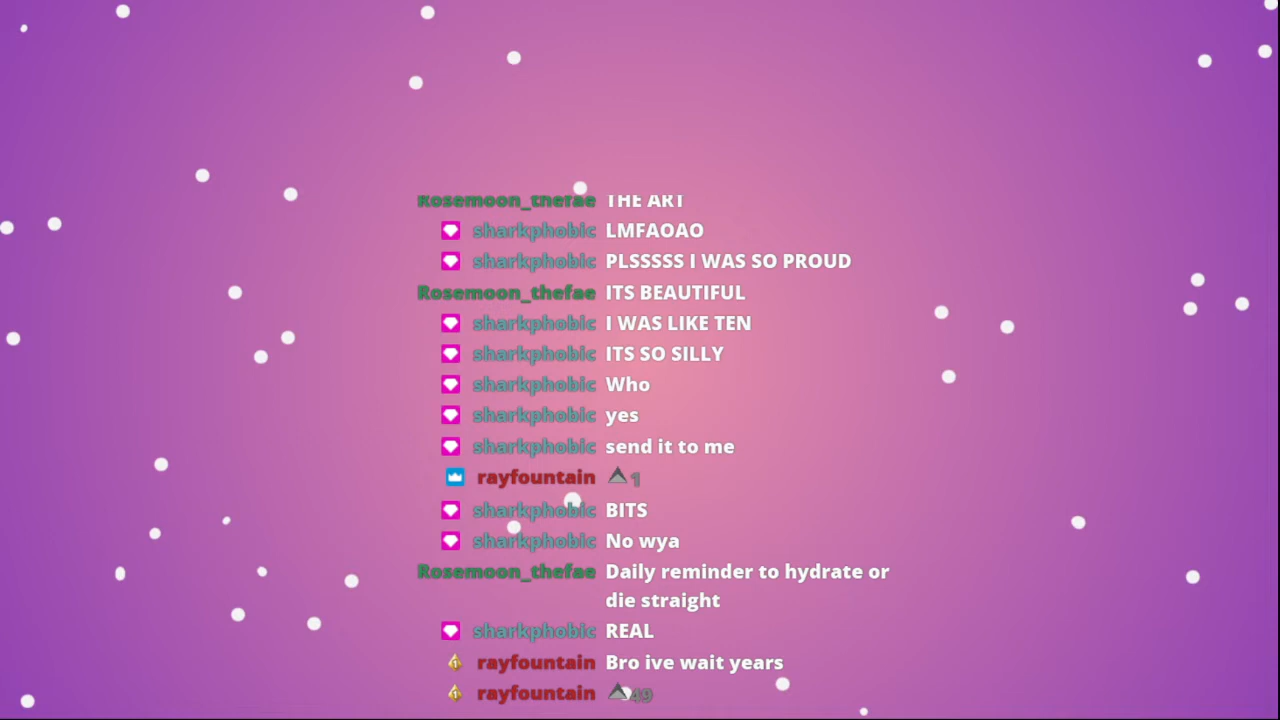 Rosemoon_thefae THE ART
sharkphobic LMFAOAO
sharkphobic PLSSSSS I WAS SO PROUD
Rosemoon_thefae ITS BEAUTIFUL
sharkphobic I WAS LIKE TEN
sharkphobic ITS SO SILLY
sharkphobic Who
sharkphobic yes
sharkphobic send it to me
rayfountain 1
sharkphobic BITS
sharkphobic No wya
Rosemoon_thefae Daily reminder to hydrate or
die straight
sharkphobic REAL
rayfountain Bro ive wait years
rayfountain 49